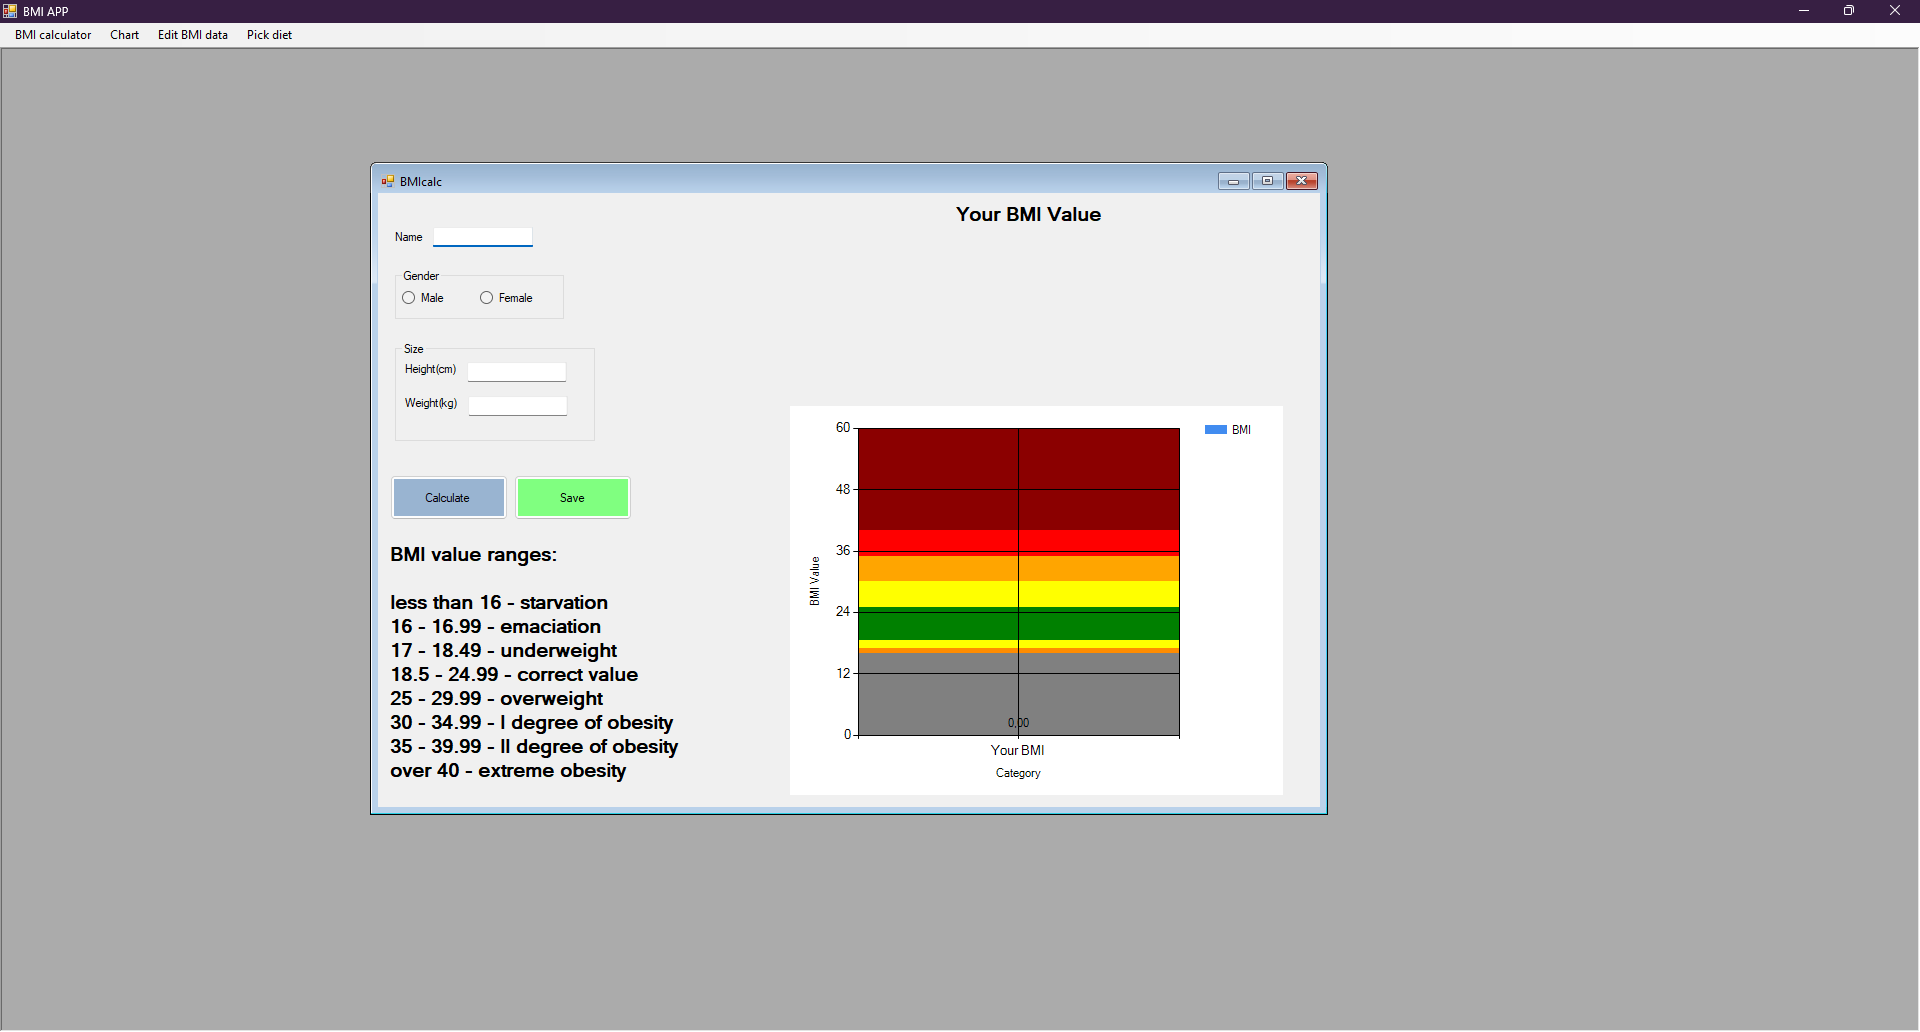 BMI APP
BMI calculator Chart Edit BMI data Pick diet
BMIcalc
Your BMI Value
Name
Gender
Male Female
Size
Height(cm)
Weight(kg)
Calculate Save
BMI value ranges:
less than 16 - starvation
16 - 16.99 - emaciation
17 - 18.49 - underweight
18.5 - 24.99 - correct value
25 - 29.99 - overweight
30 - 34.99 - I degree of obesity
35 - 39.99 - II degree of obesity
over 40 - extreme obesity
60
48
36
24
12
0
BMI Value
0,00
Your BMI
Category
BMI